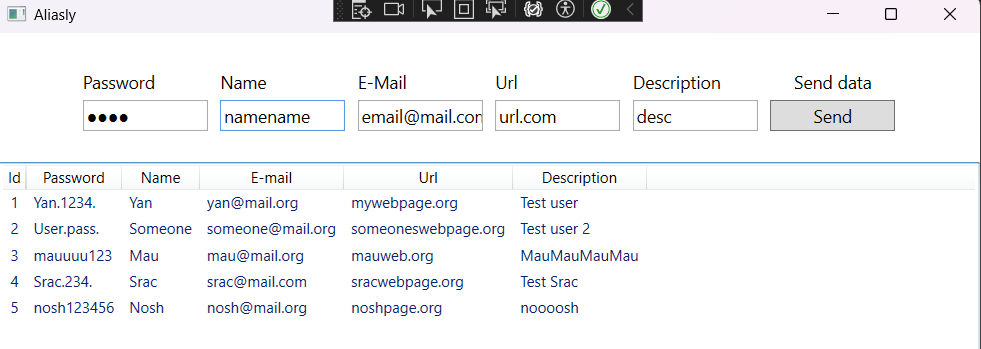 Aliasly
Password Name E-Mail Url Description Send data
●●●● namename email@mail.con url.com desc Send
Id Password Name E-mail Url Description
1 Yan.1234. Yan yan@mail.org mywebpage.org Test user
2 User.pass. Someone someone@mail.org someoneswebpage.org Test user 2
3 mauuuu123 Mau mau@mail.org mauweb.org MauMauMauMau
4 Srac.234. Srac srac@mail.com sracwebpage.org Test Srac
5 nosh123456 Nosh nosh@mail.org noshpage.org noooosh